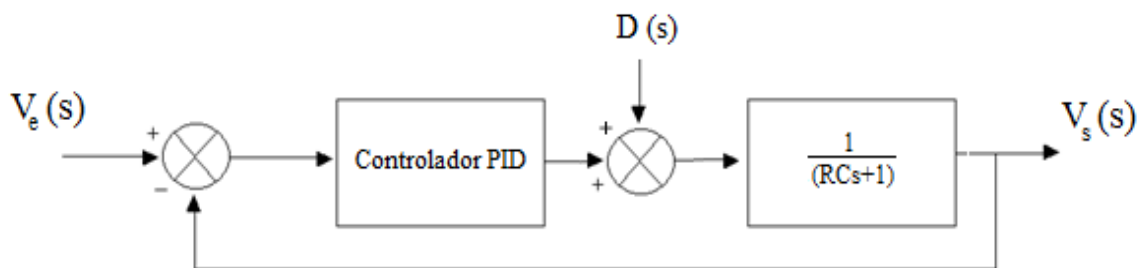 D (s)
V_e (s)
+
−
Controlador PID
+
+
1
(RCs+1)
V_s (s)